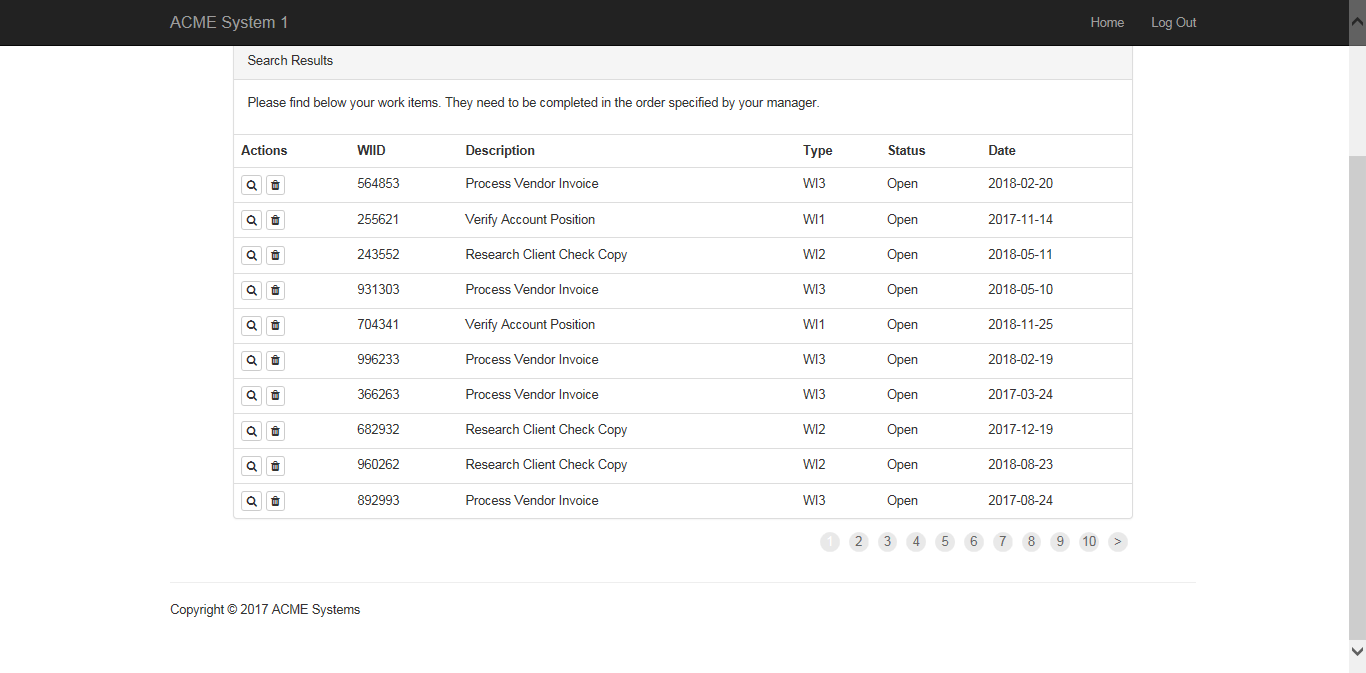 ACME System 1 Home Log Out
Search Results
Please find below your work items. They need to be completed in the order specified by your manager.
Actions WIID Description Type Status Date
564853 Process Vendor Invoice WI3 Open 2018-02-20
255621 Verify Account Position WI1 Open 2017-11-14
243552 Research Client Check Copy WI2 Open 2018-05-11
931303 Process Vendor Invoice WI3 Open 2018-05-10
704341 Verify Account Position WI1 Open 2018-11-25
996233 Process Vendor Invoice WI3 Open 2018-02-19
366263 Process Vendor Invoice WI3 Open 2017-03-24
682932 Research Client Check Copy WI2 Open 2017-12-19
960262 Research Client Check Copy WI2 Open 2018-08-23
892993 Process Vendor Invoice WI3 Open 2017-08-24
1 2 3 4 5 6 7 8 9 10 >
Copyright © 2017 ACME Systems